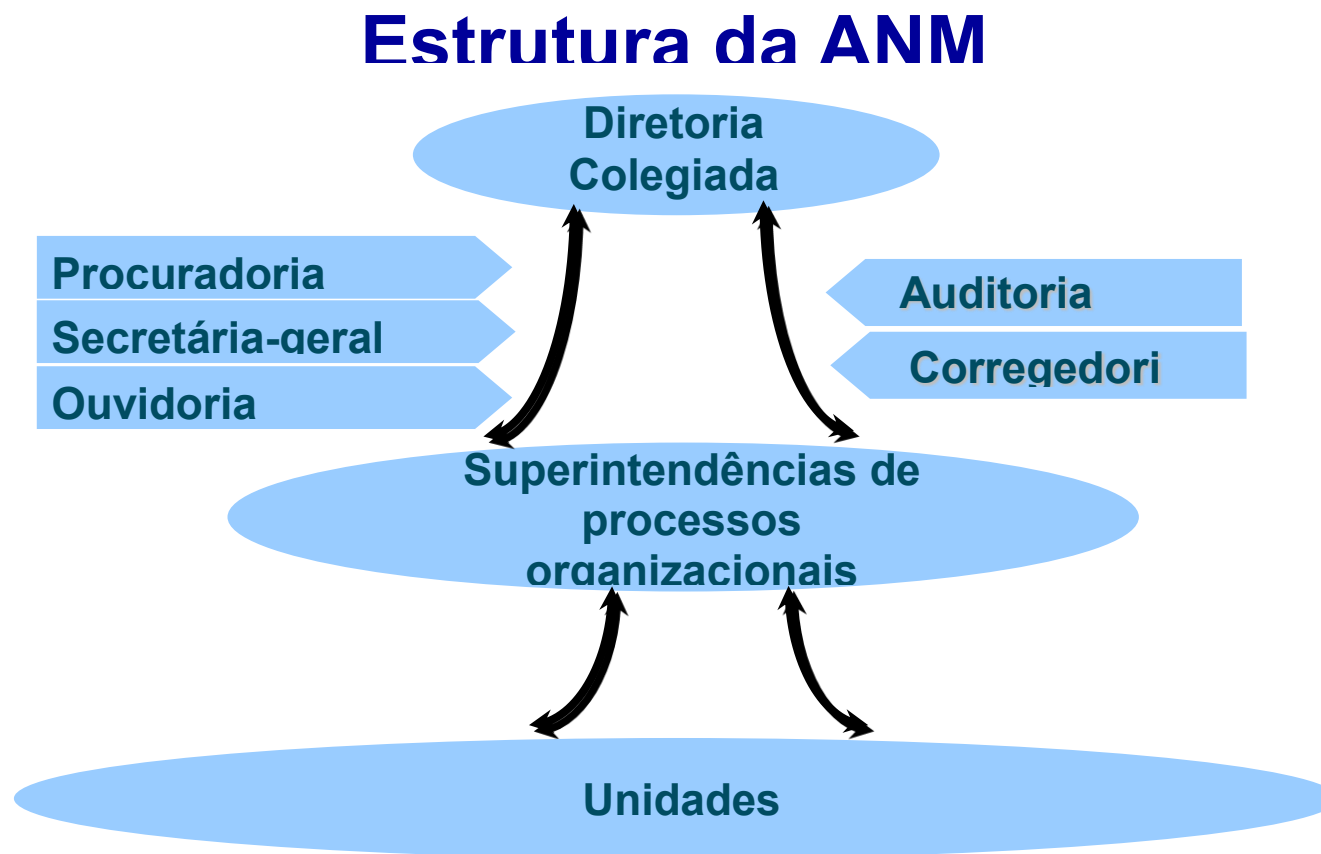 Estrutura da ANM
Diretoria
Colegiada
Procuradoria
Secretária-geral
Ouvidoria
Auditoria
Corregedori
Superintendências de
processos
organizacionais
Unidades